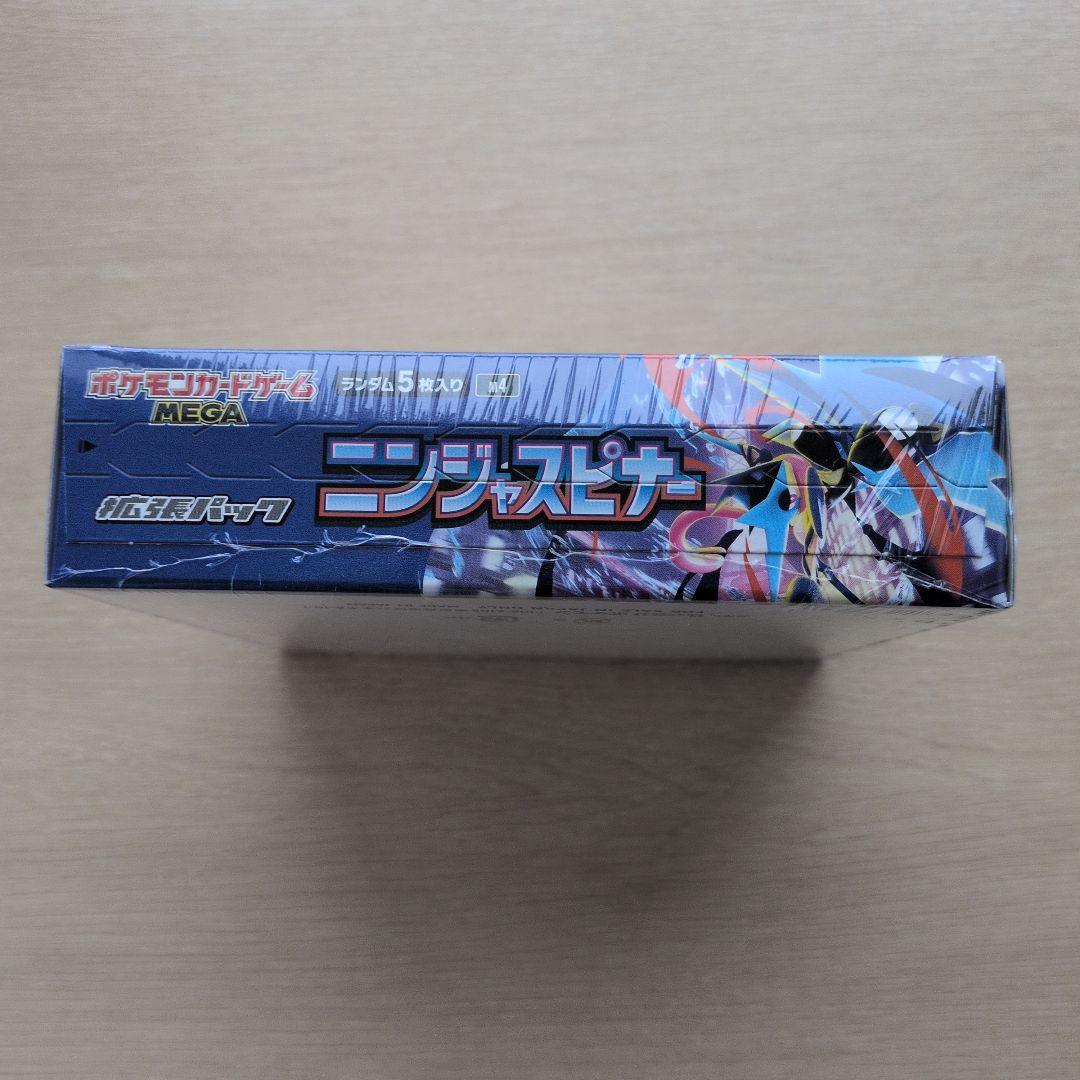 ポケモンカードゲーム
MEGA
ランダム5枚入り
M4
ニンジャスピナー
拡張パック